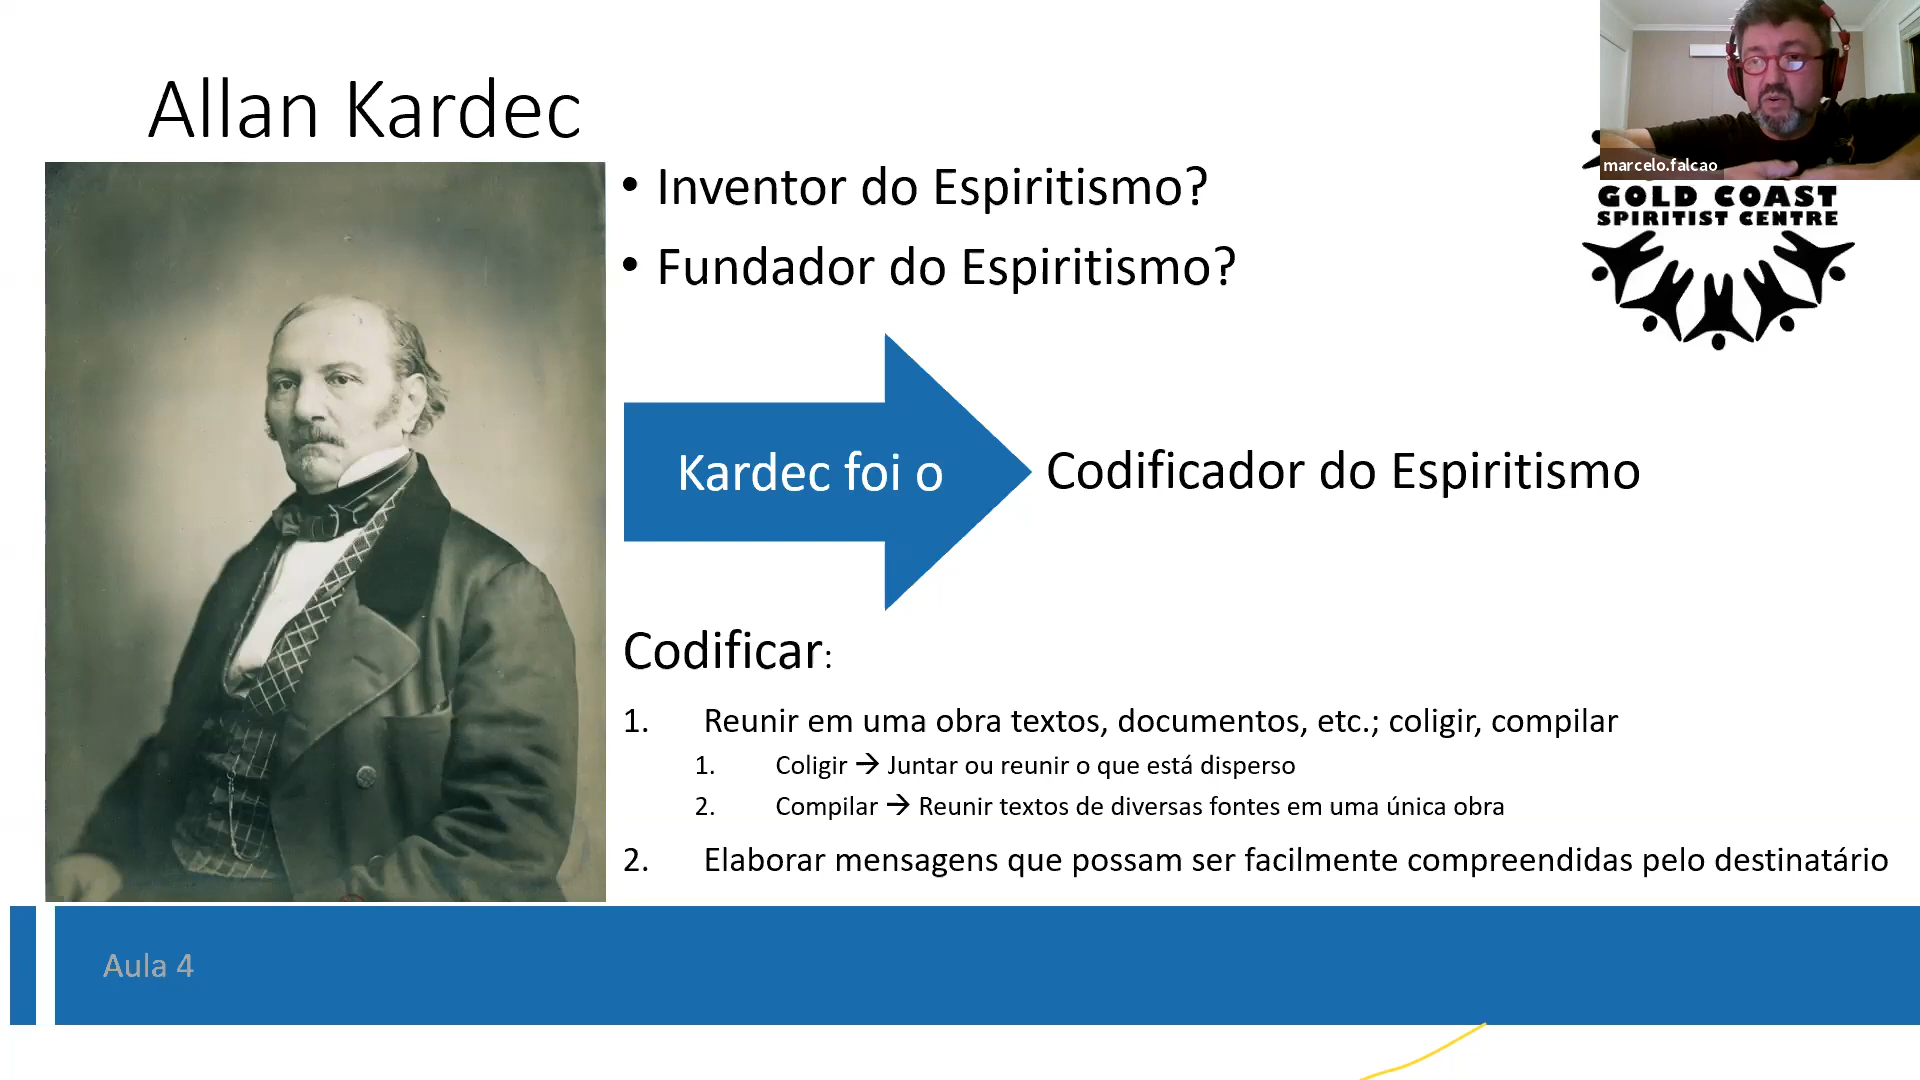 Allan Kardec
• Inventor do Espiritismo?
• Fundador do Espiritismo?
marcelo.falcao
GOLD COAST
SPIRITIST CENTRE
Kardec foi o
Codificador do Espiritismo
Codificar:
1. Reunir em uma obra textos, documentos, etc.; coligir, compilar
1. Coligir → Juntar ou reunir o que está disperso
2. Compilar → Reunir textos de diversas fontes em uma única obra
2. Elaborar mensagens que possam ser facilmente compreendidas pelo destinatário
Aula 4